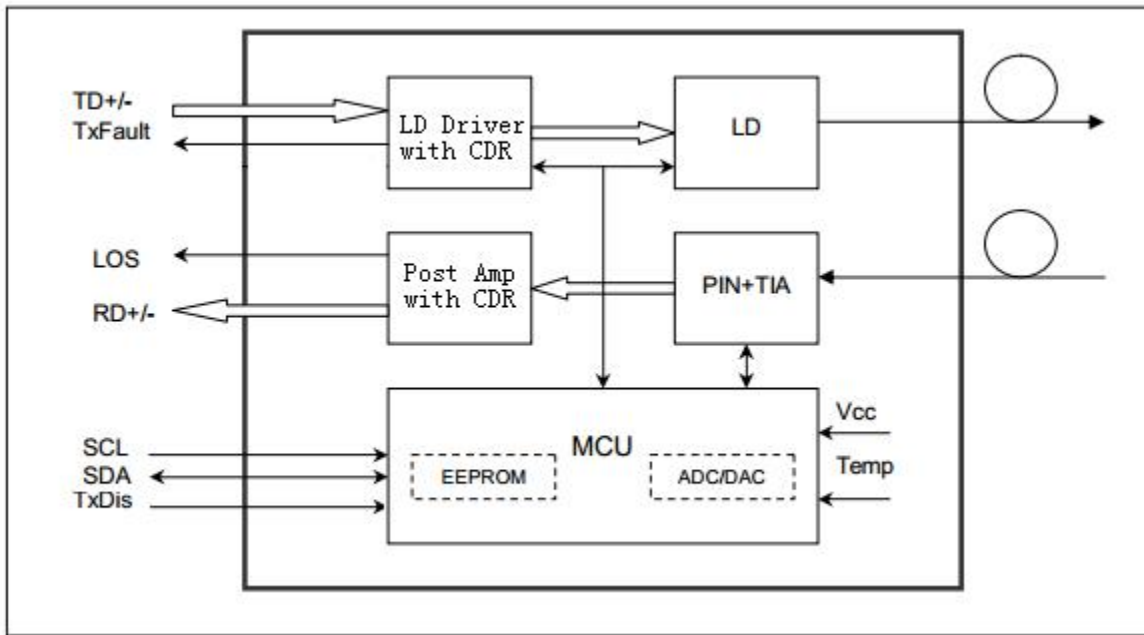 TD+/-
TxFault
LD Driver
with CDR
LD
LOS
RD+/-
Post Amp
with CDR
PIN+TIA
SCL
SDA
TxDis
MCU
EEPROM
ADC/DAC
Vcc
Temp